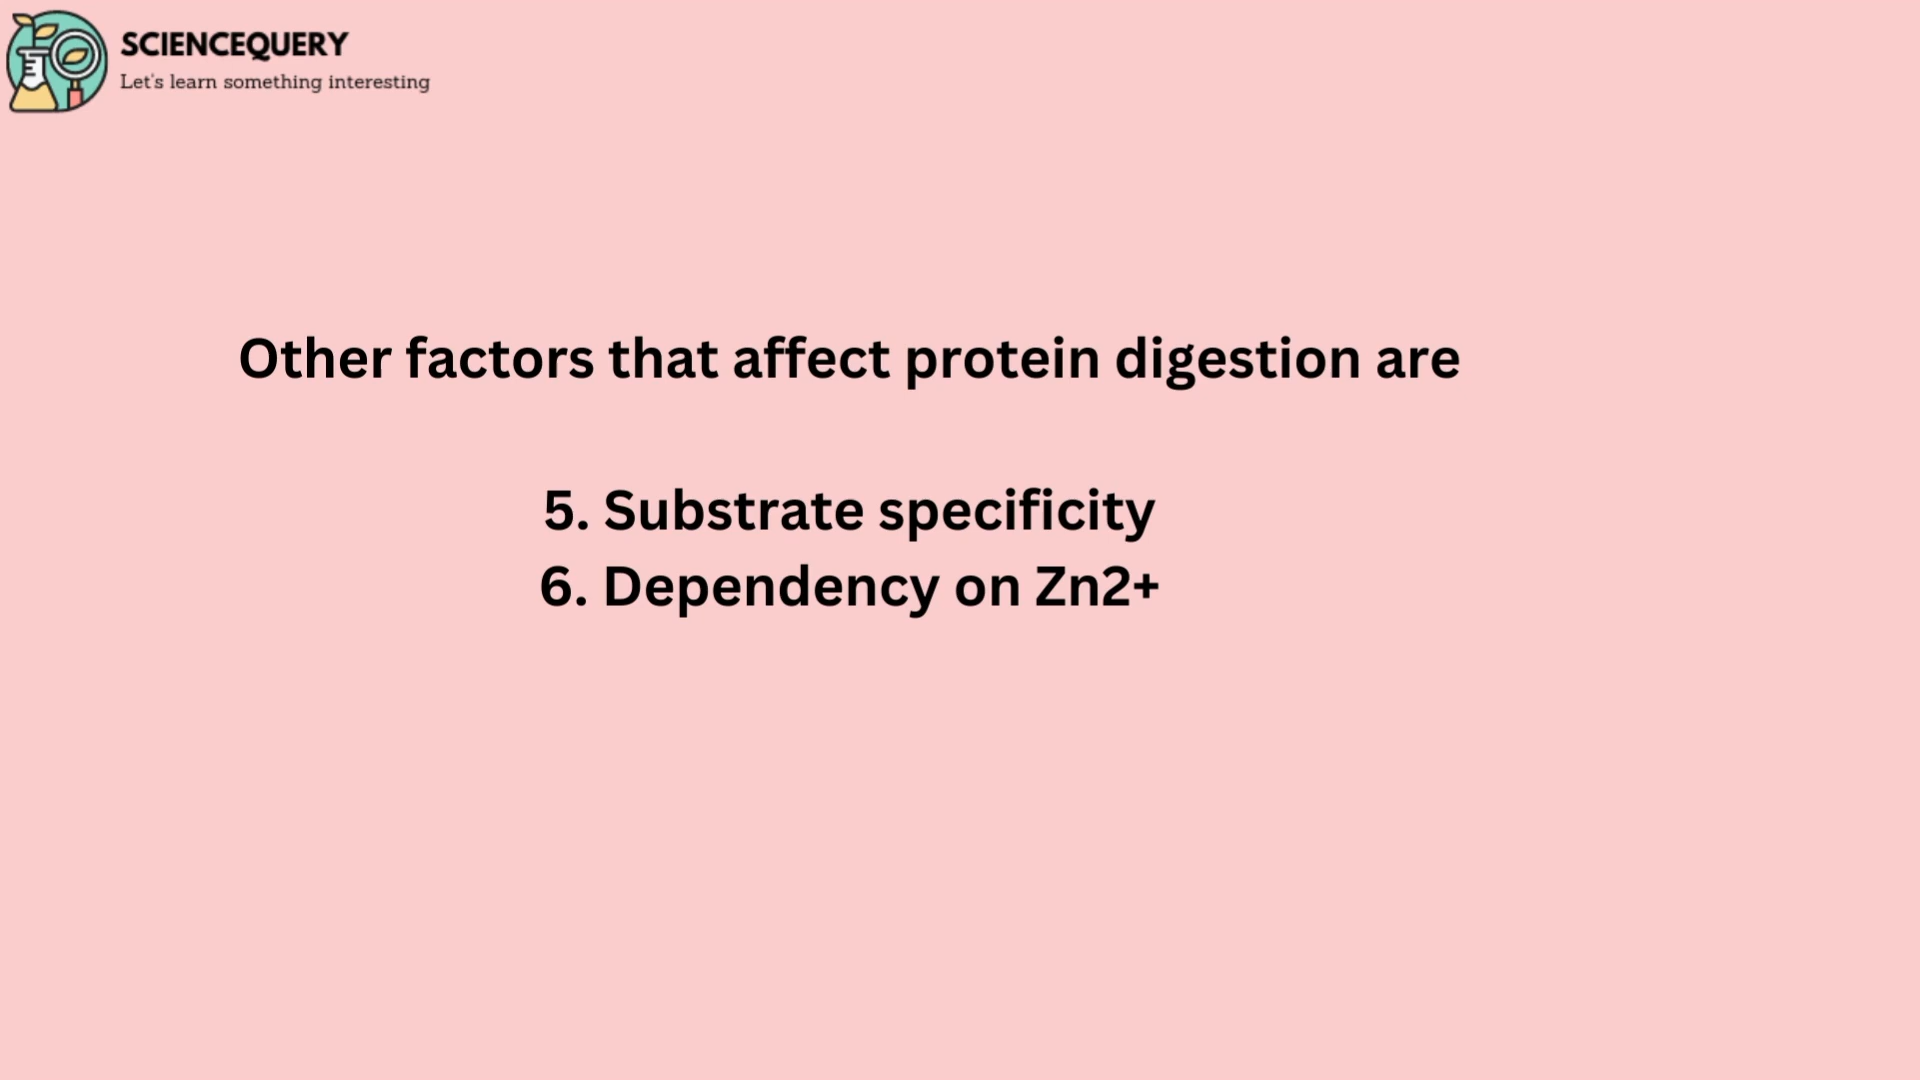 SCIENCEQUERY
Let's learn something interesting
Other factors that affect protein digestion are
5. Substrate specificity
6. Dependency on Zn2+